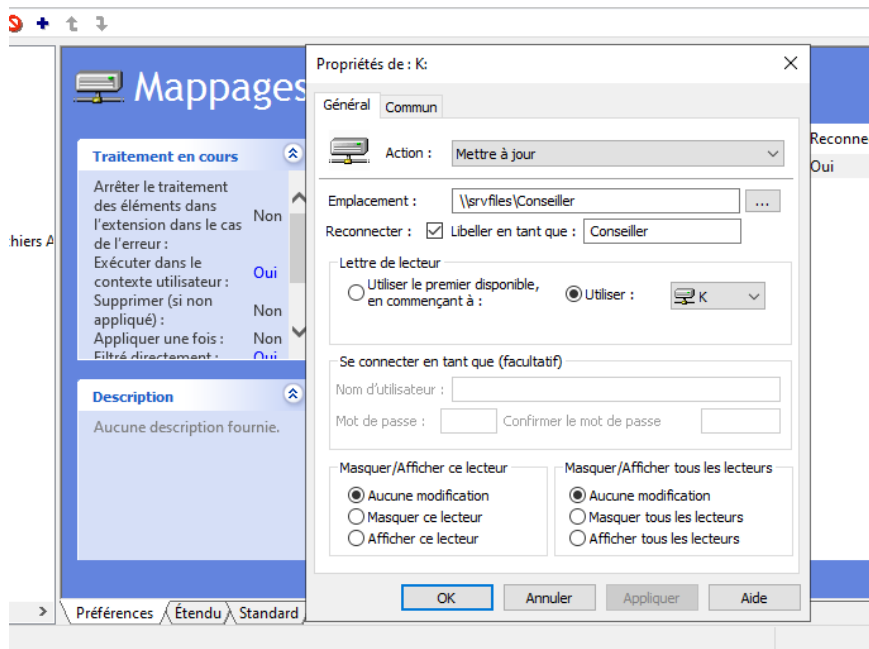 Mappages
Traitement en cours
Arrêter le traitement
des éléments dans
l'extension dans le cas
de l'erreur :
Non
Exécuter dans le
contexte utilisateur :
Oui
Supprimer (si non
appliqué) :
Non
Appliquer une fois :
Non
Filtré directement :
Oui
Description
Aucune description fournie.
hiers A
Préférences
Étendu
Standard
Propriétés de : K:
Général
Commun
Action :
Mettre à jour
Emplacement :
\\srvfiles\Conseiller
...
Reconnecter :
Libeller en tant que :
Conseiller
Lettre de lecteur
Utiliser le premier disponible,
en commençant à :
Utiliser :
K
Se connecter en tant que (facultatif)
Nom d'utilisateur :
Mot de passe :
Confirmer le mot de passe
Masquer/Afficher ce lecteur
Aucune modification
Masquer ce lecteur
Afficher ce lecteur
Masquer/Afficher tous les lecteurs
Aucune modification
Masquer tous les lecteurs
Afficher tous les lecteurs
OK
Annuler
Appliquer
Aide
Reconne
Oui